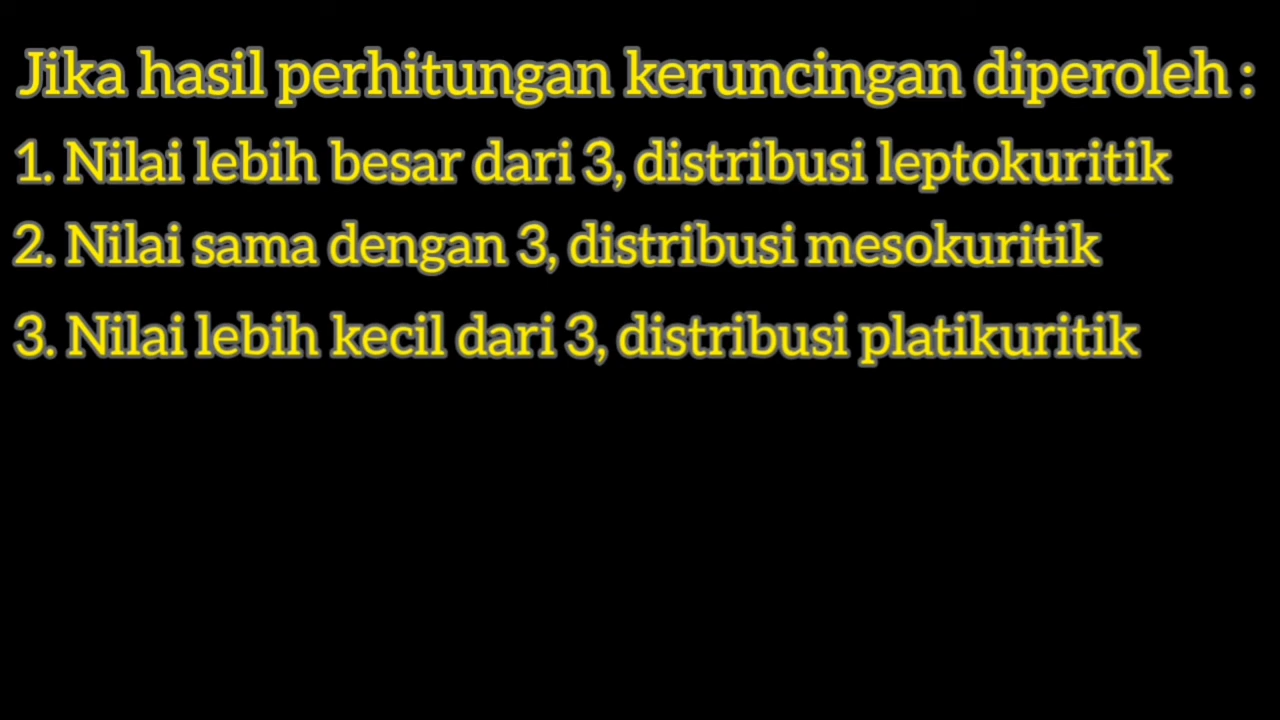 Jika hasil perhitungan keruncingan diperoleh :
1. Nilai lebih besar dari 3, distribusi leptokuritik
2. Nilai sama dengan 3, distribusi mesokuritik
3. Nilai lebih kecil dari 3, distribusi platikuritik